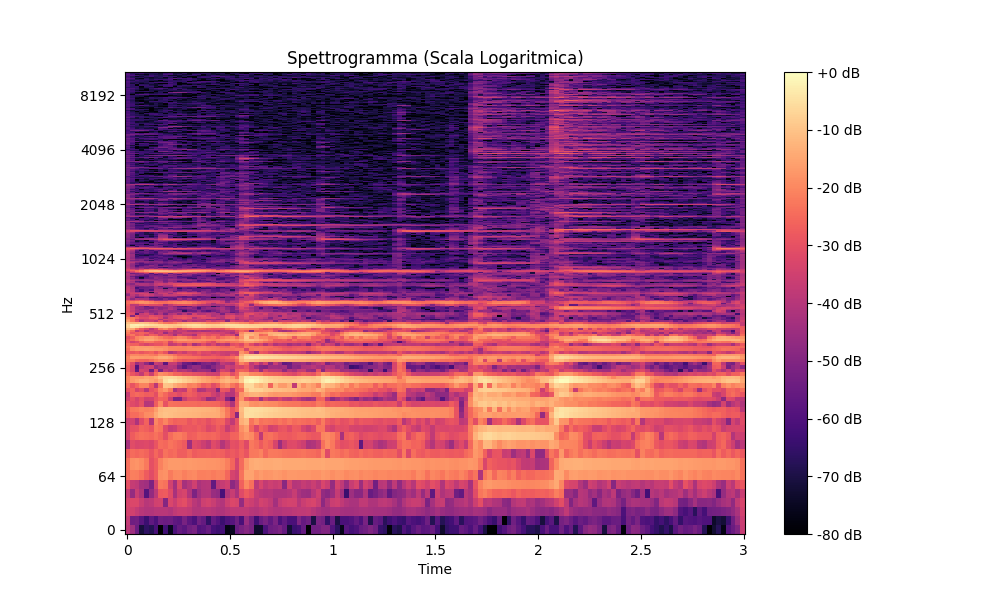 Spettrogramma (Scala Logaritmica)
Hz
8192
4096
2048
1024
512
256
128
64
0
0 0.5 1 1.5 2 2.5 3
Time
+0 dB
-10 dB
-20 dB
-30 dB
-40 dB
-50 dB
-60 dB
-70 dB
-80 dB